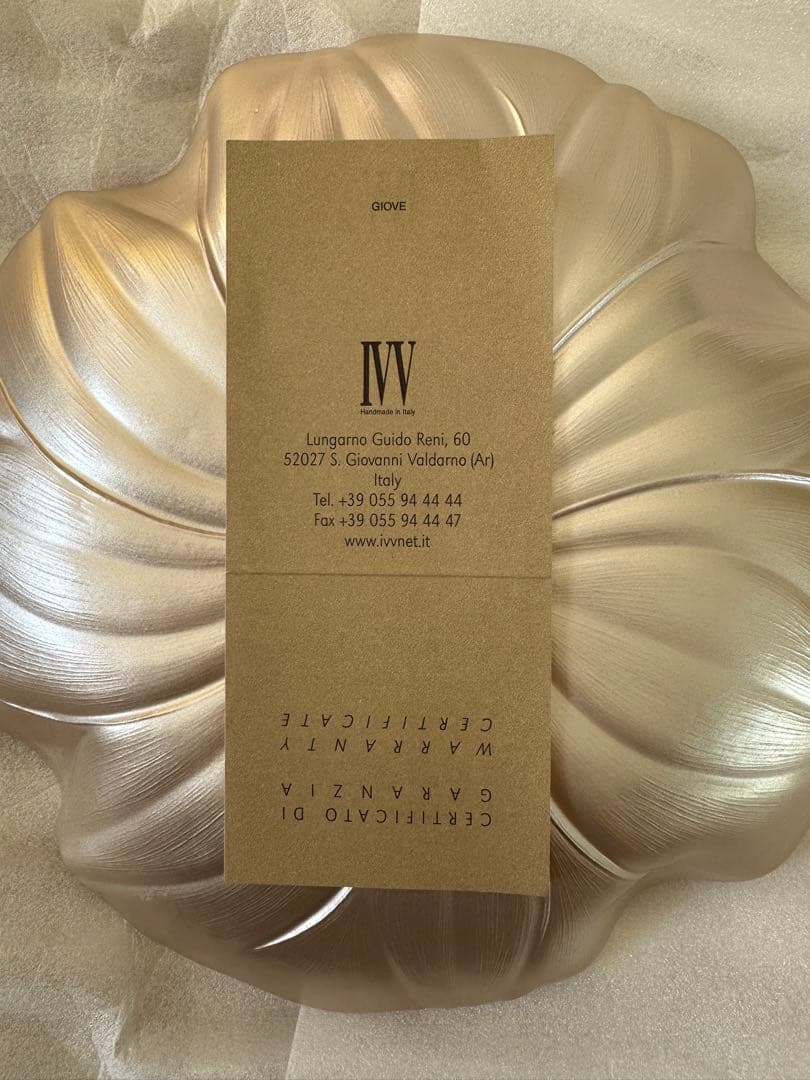 GIOVE
IVV
Handmade in Italy
Lungarno Guido Reni, 60
52027 S. Giovanni Valdarno (Ar)
Italy
Tel. +39 055 94 44 44
Fax +39 055 94 44 47
www.ivvnet.it
CERTIFICATO DI
GARANZIA
WARRANTY
CERTIFICATE